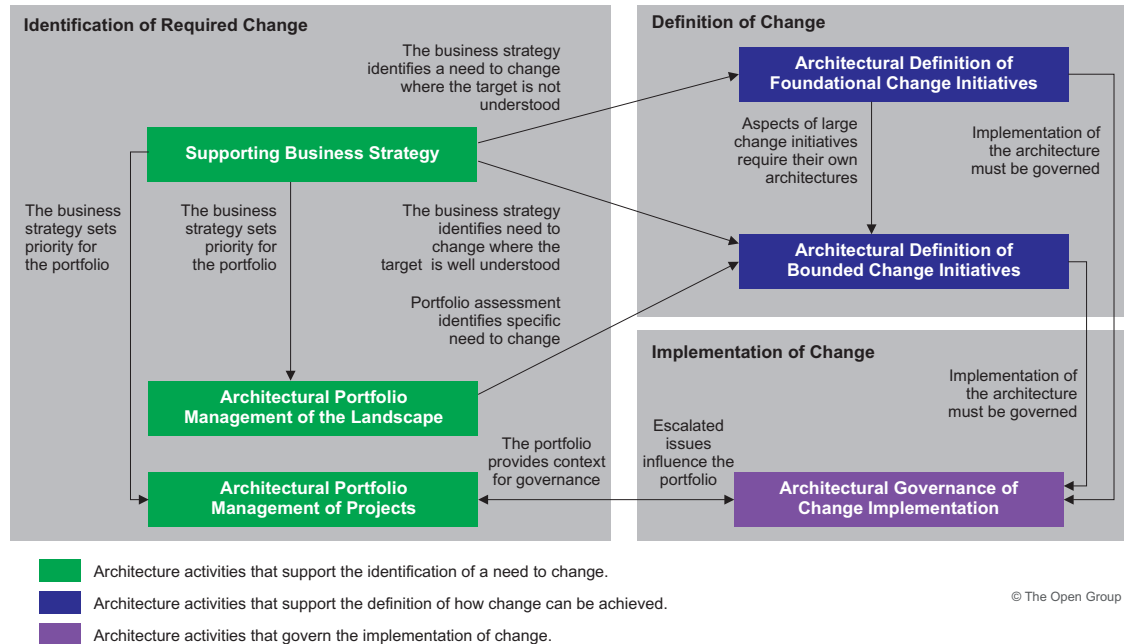 Identification of Required Change
The business strategy
identifies a need to change
where the target is not
understood
Supporting Business Strategy
The business
strategy sets
priority for
the portfolio
The business
strategy sets
priority for
the portfolio
The business strategy
identifies need to
change where the
target is well understood
Portfolio assessment
identifies specific
need to change
Architectural Portfolio
Management of the Landscape
The portfolio
provides context
for governance
Architectural Portfolio
Management of Projects
Definition of Change
Architectural Definition of
Foundational Change Initiatives
Aspects of large
change initiatives
require their own
architectures
Implementation of
the architecture
must be governed
Architectural Definition of
Bounded Change Initiatives
Implementation of Change
Implementation of
the architecture
must be governed
Escalated
issues
influence the
portfolio
Architectural Governance of
Change Implementation
Architecture activities that support the identification of a need to change.
Architecture activities that support the definition of how change can be achieved.
Architecture activities that govern the implementation of change.
© The Open Group